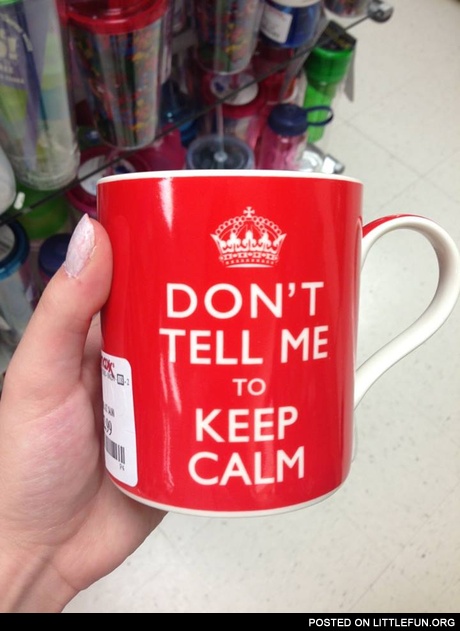 DON'T
TELL ME
TO
KEEP
CALM
POSTED ON LITTLEFUN.ORG